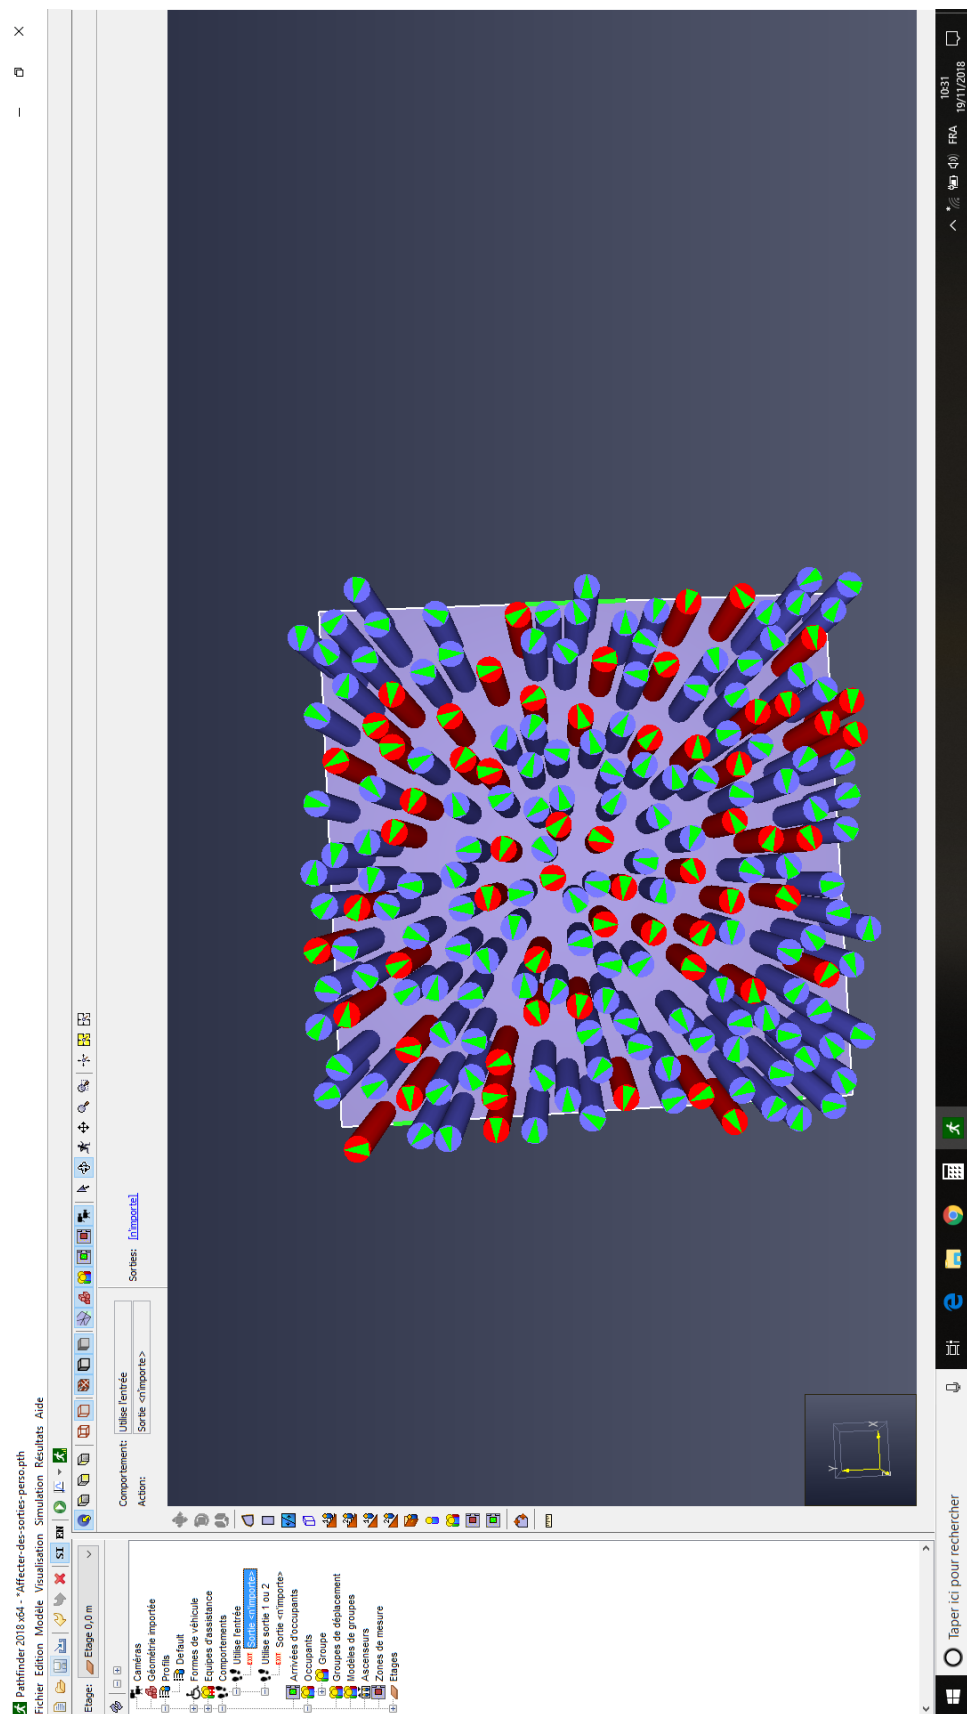 Pathfinder 2018 x64 - *Affecter-des-sorties-perso.pth
Fichier Edition Modèle Visualisation Simulation Résultats Aide
SI EN
Etage: Etage 0,0 m
Comportement: Utilise l'entrée
Action: Sortie <n'importe>
Sorties: [n'importe]
Caméras
Géométrie importée
Profils
Default
Formes de véhicule
Equipes d'assistance
Comportements
Utilise l'entrée
EXIT Sortie <n'importe>
Utilise sortie 1 ou 2
EXIT Sortie <n'importe>
Arrivées d'occupants
Occupants
Groupe
Groupes de déplacement
Modèles de groupes
Ascenseurs
Zones de mesure
Etages
Y
X
Taper ici pour rechercher
FRA
10:31
19/11/2018